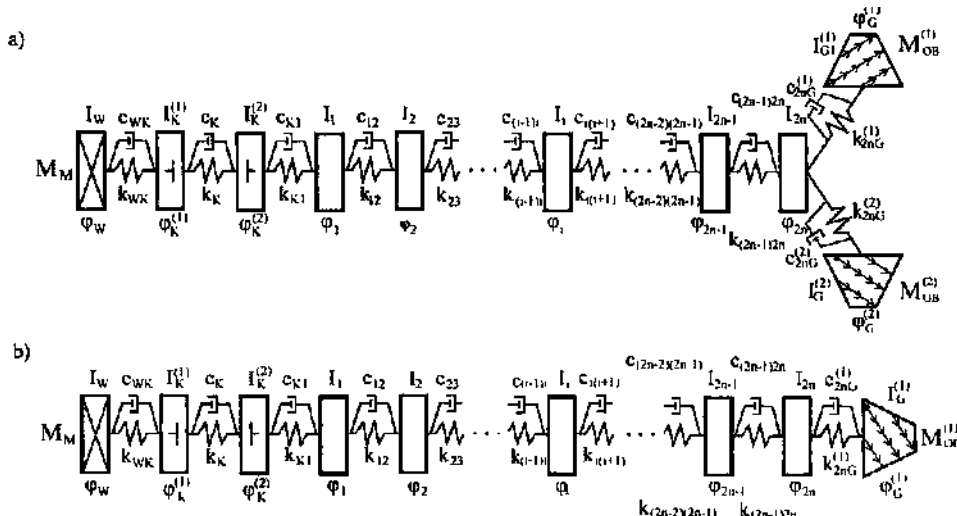 a)
φ_G^(1)
I_G1^(1) M_OB^(1)
c_2nG^(1)
I_W c_WK I_K^(1) c_K I_K^(2) c_K1 I_1 c_12 I_2 c_23 c_(i-1)i I_i c_i(i+1) c_(2n-2)(2n-1) I_2n-1 c_(2n-1)2n I_2n
k_2nG^(1)
M_M
... ...
k_WK k_K k_K1 k_12 k_23 k_(i-1)i k_i(i+1) k_(2n-2)(2n-1)
k_2nG^(2)
φ_W φ_K^(1) φ_K^(2) φ_1 φ_2 φ_i φ_2n-1 φ_2n
k_(2n-1)2n c_2nG^(2)
I_G^(2) M_OB^(2)
φ_G^(2)
b)
c_(2n-2)(2n-1) c_(2n-1)2n
I_W c_WK I_K^(1) c_K I_K^(2) c_K1 I_1 c_12 I_2 c_23 c_(i-1)i I_i c_i(i+1) I_2n-1 I_2n c_2nG^(1) I_G^(1)
M_M ... ... M_OB^(1)
k_WK k_K k_K1 k_12 k_23 k_(i-1)i k_i(i+1) k_2nG^(1)
φ_W φ_K^(1) φ_K^(2) φ_1 φ_2 φ_i φ_2n-1 φ_2n φ_G^(1)
k_(2n-2)(2n-1) k_(2n-1)2n